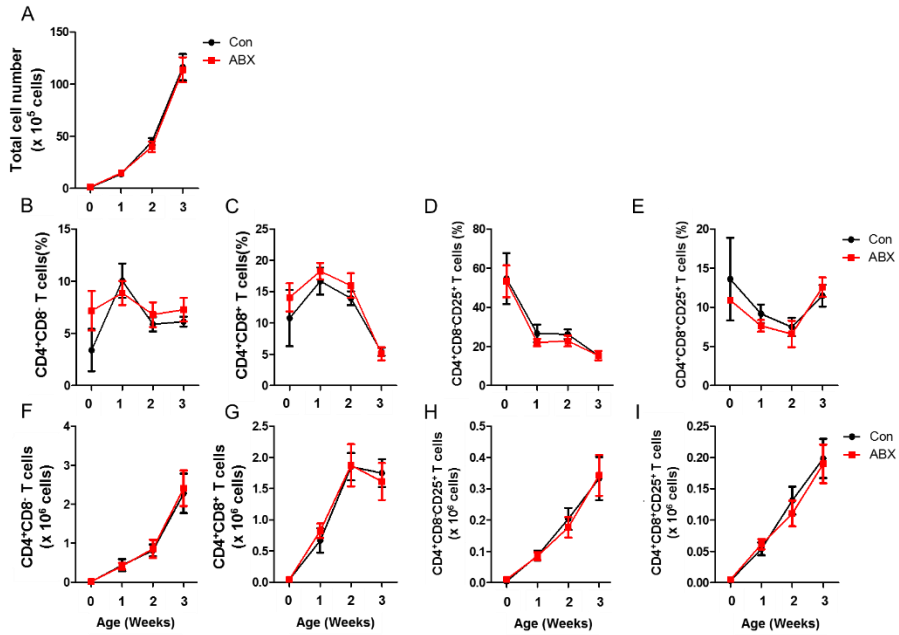 A
Total cell number
(x 10⁵ cells)
150
100
50
0
0 1 2 3
Con
ABX
B
CD4⁺CD8⁻ T cells(%)
15
10
5
0
0 1 2 3
C
CD4⁺CD8⁺ T cells(%)
25
20
15
10
5
0
0 1 2 3
D
CD4⁺CD8⁻CD25⁺ T cells (%)
80
60
40
20
0
0 1 2 3
E
CD4⁺CD8⁺CD25⁺ T cells (%)
20
15
10
5
0
0 1 2 3
Con
ABX
F
CD4⁺CD8⁻ T cells
(x 10⁶ cells)
4
3
2
1
0
0 1 2 3
Age (Weeks)
G
CD4⁺CD8⁺ T cells
(x 10⁶ cells)
2.5
2.0
1.5
1.0
0.5
0.0
0 1 2 3
Age (Weeks)
H
CD4⁺CD8⁻CD25⁺ T cells
(x 10⁶ cells)
0.5
0.4
0.3
0.2
0.1
0.0
0 1 2 3
Age (Weeks)
I
CD4⁺CD8⁺CD25⁺ T cells
(x 10⁶ cells)
0.25
0.20
0.15
0.10
0.05
0.00
0 1 2 3
Age (Weeks)
Con
ABX